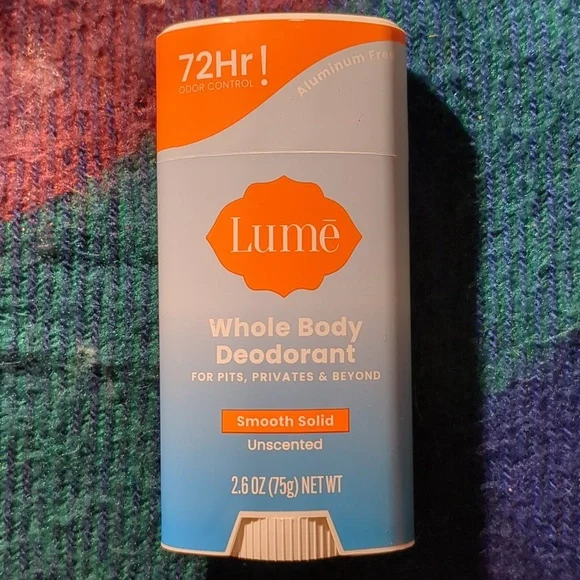 72Hr!
ODOR CONTROL
Aluminum Free
Lumē
Whole Body
Deodorant
FOR PITS, PRIVATES & BEYOND
Smooth Solid
Unscented
2.6 OZ (75g) NET WT